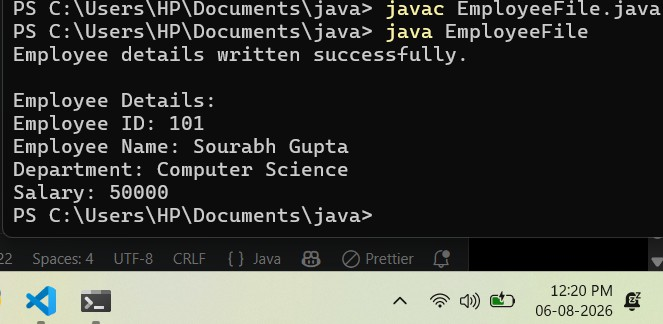 PS C:\Users\HP\Documents\java> javac EmployeeFile.java
PS C:\Users\HP\Documents\java> java EmployeeFile
Employee details written successfully.
Employee Details:
Employee ID: 101
Employee Name: Sourabh Gupta
Department: Computer Science
Salary: 50000
PS C:\Users\HP\Documents\java>
22 Spaces: 4 UTF-8 CRLF {} Java Prettier
12:20 PM
06-08-2026